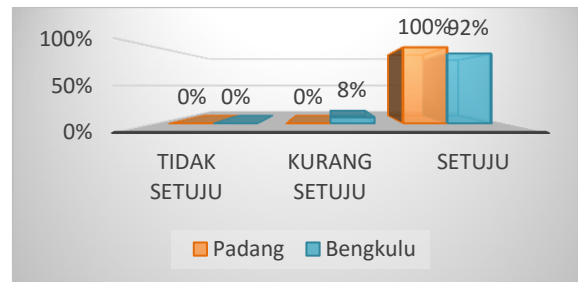 100%
50%
0%
0% 0% 0% 8% 100% 92%
TIDAK SETUJU
KURANG SETUJU
SETUJU
Padang Bengkulu